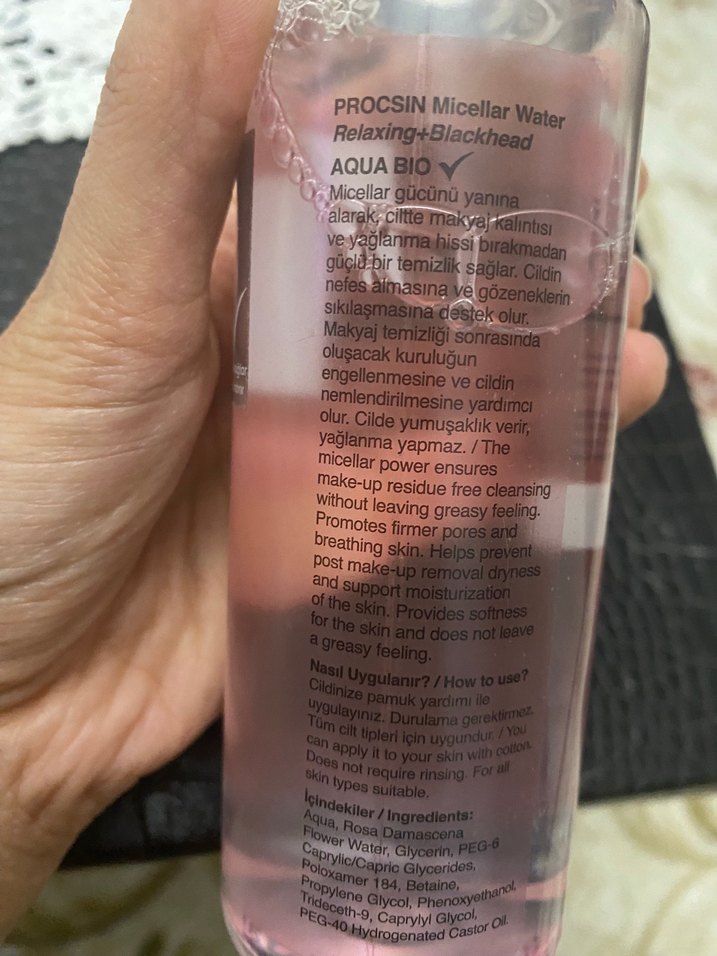 PROCSIN Micellar Water
Relaxing+Blackhead
AQUA BIO
Micellar gücünü yanına
alarak, ciltte makyaj kalıntısı
ve yağlanma hissi bırakmadan
güçlü bir temizlik sağlar. Cildin
nefes almasına ve gözeneklerin
sıkılaşmasına destek olur.
Makyaj temizliği sonrasında
oluşacak kuruluğun
engellenmesine ve cildin
nemlendirilmesine yardımcı
olur. Cilde yumuşaklık verir,
yağlanma yapmaz. / The
micellar power ensures
make-up residue free cleansing
without leaving greasy feeling.
Promotes firmer pores and
breathing skin. Helps prevent
post make-up removal dryness
and support moisturization
of the skin. Provides softness
for the skin and does not leave
a greasy feeling.
Nasıl Uygulanır? / How to use?
Cildinize pamuk yardımı ile
uygulayınız. Durulama gerektirmez.
Tüm cilt tipleri için uygundur. / You
can apply it to your skin with cotton.
Does not require rinsing. For all
skin types suitable.
İçindekiler / Ingredients:
Aqua, Rosa Damascena
Flower Water, Glycerin, PEG-6
Caprylic/Capric Glycerides,
Poloxamer 184, Betaine,
Propylene Glycol, Phenoxyethanol,
Trideceth-9, Caprylyl Glycol,
PEG-40 Hydrogenated Castor Oil.